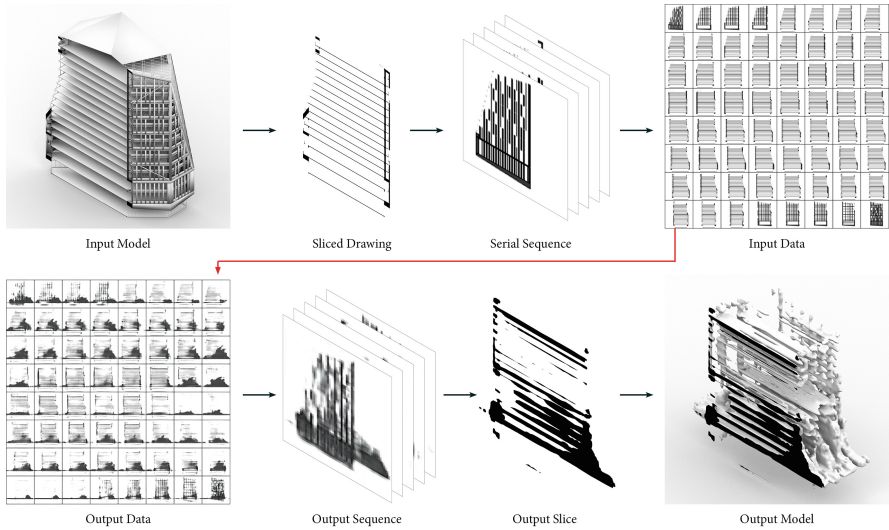 Input Model
Sliced Drawing
Serial Sequence
Input Data
Output Data
Output Sequence
Output Slice
Output Model